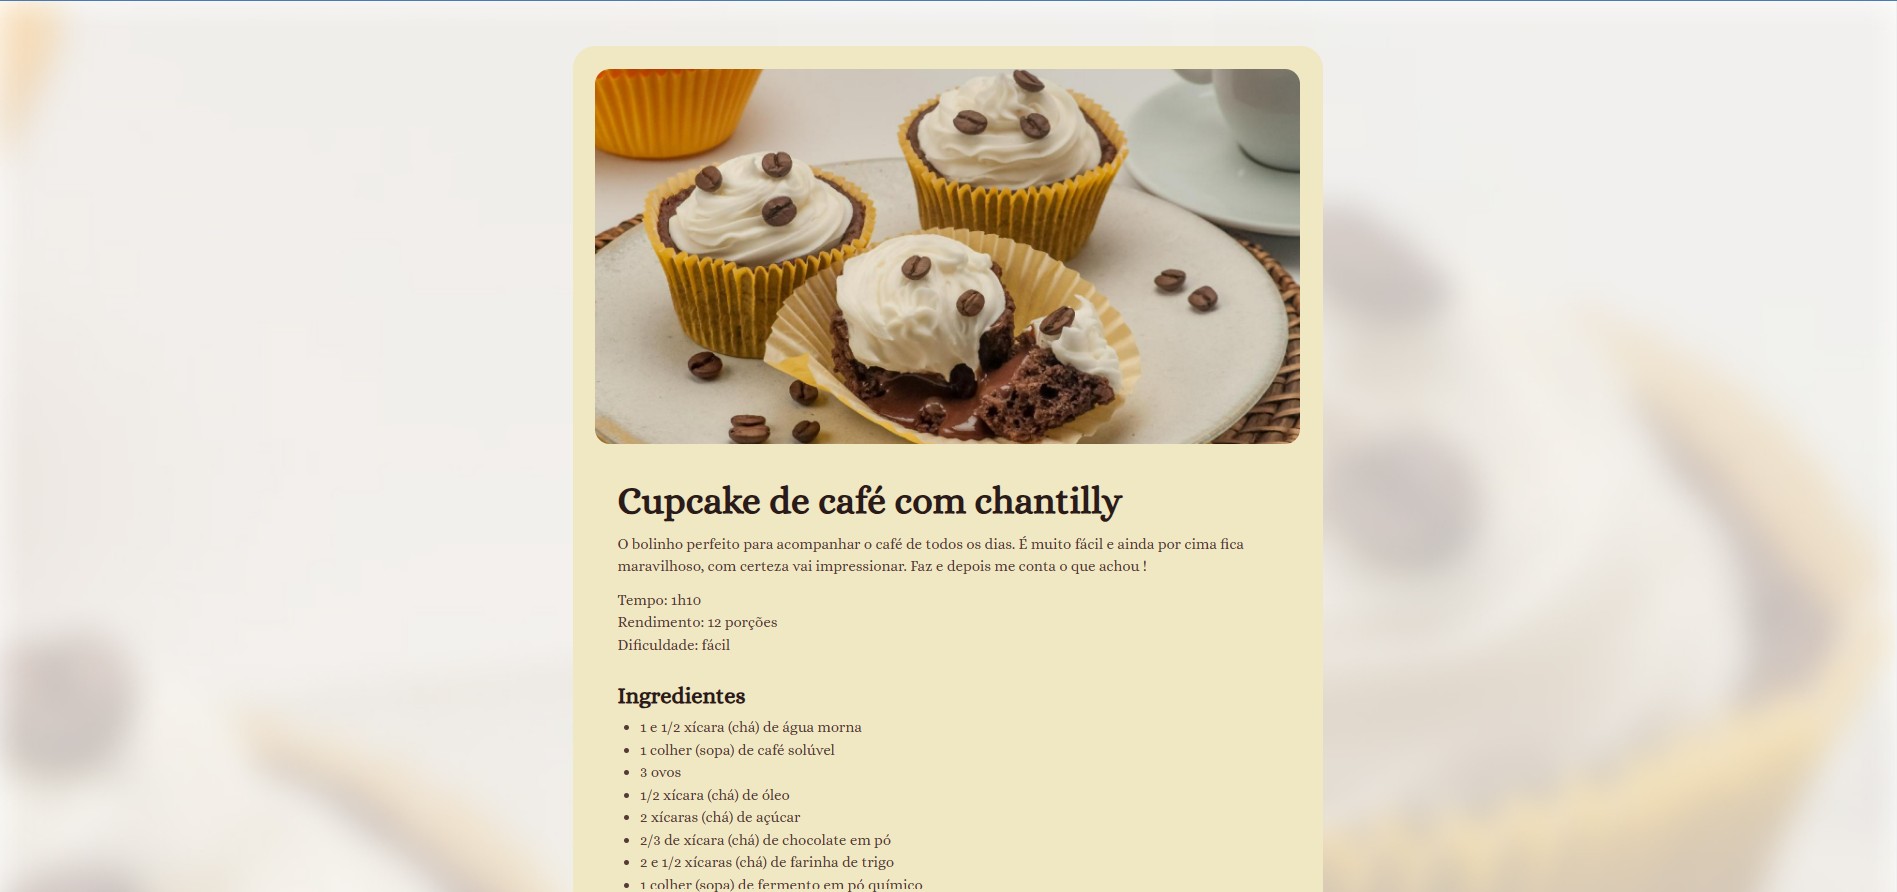 Cupcake de café com chantilly
O bolinho perfeito para acompanhar o café de todos os dias. É muito fácil e ainda por cima fica
maravilhoso, com certeza vai impressionar. Faz e depois me conta o que achou !
Tempo: 1h10
Rendimento: 12 porções
Dificuldade: fácil
Ingredientes
1 e 1/2 xícara (chá) de água morna
1 colher (sopa) de café solúvel
3 ovos
1/2 xícara (chá) de óleo
2 xícaras (chá) de açúcar
2/3 de xícara (chá) de chocolate em pó
2 e 1/2 xícaras (chá) de farinha de trigo
1 colher (sopa) de fermento em pó químico